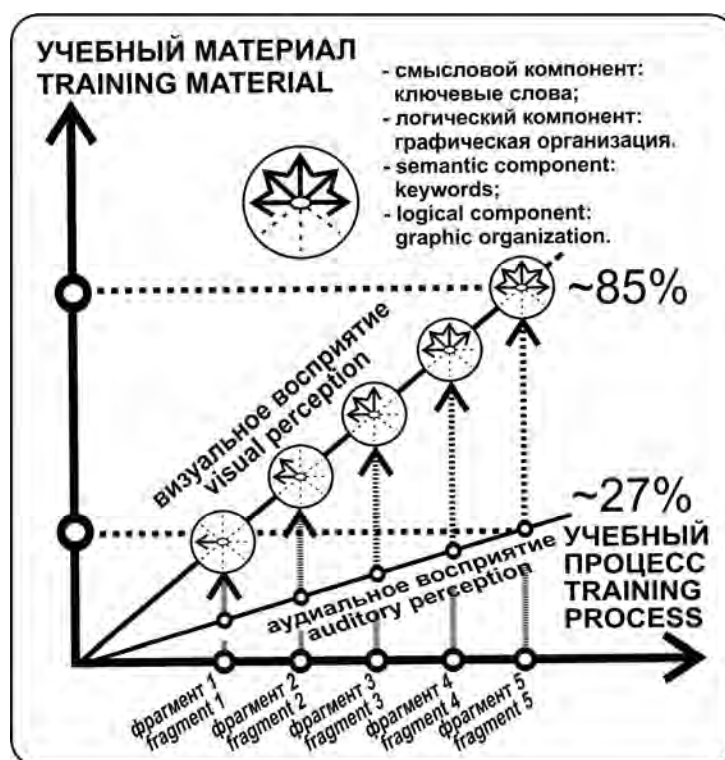 УЧЕБНЫЙ МАТЕРИАЛ
TRAINING MATERIAL
- смысловой компонент:
ключевые слова;
- логический компонент:
графическая организация.
- semantic component:
keywords;
- logical component:
graphic organization.
~85%
визуальное восприятие
visual perception
~27%
аудиальное восприятие
auditory perception
УЧЕБНЫЙ
ПРОЦЕСС
TRAINING
PROCESS
фрагмент 1
fragment 1
фрагмент 2
fragment 2
фрагмент 3
fragment 3
фрагмент 4
fragment 4
фрагмент 5
fragment 5